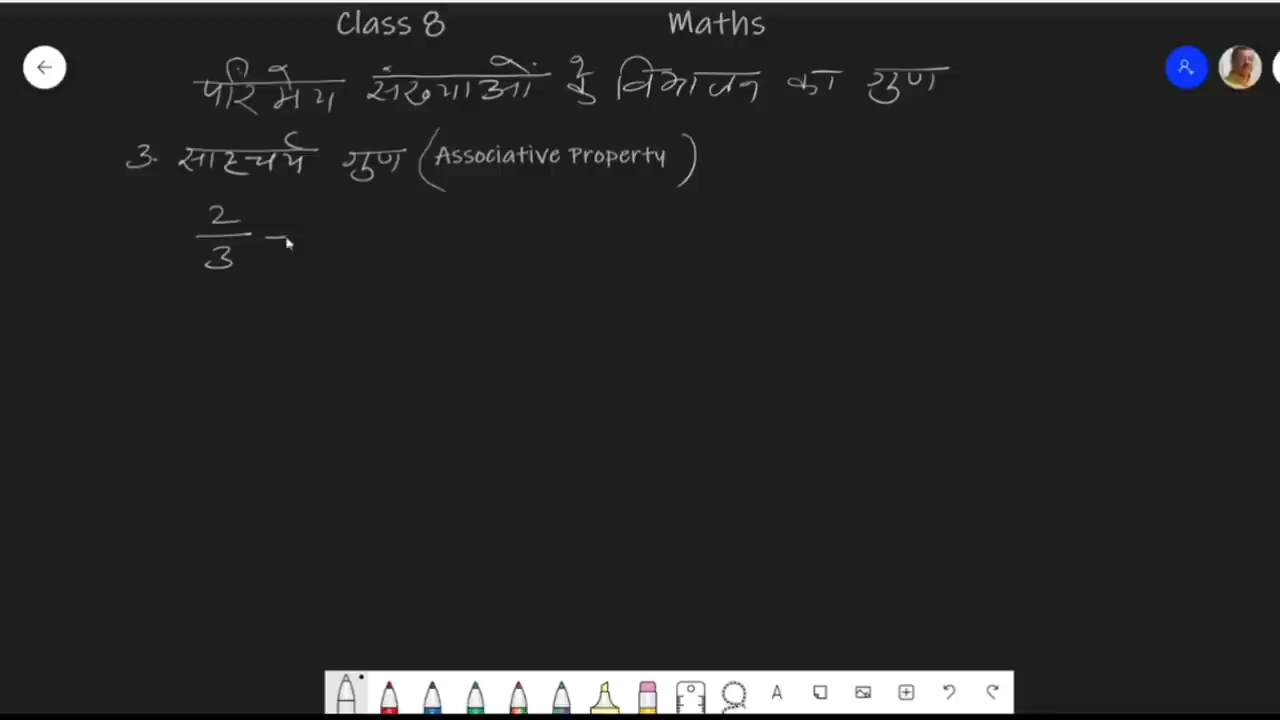 Class 8 Maths
परिमेय संख्याओं के विभाजन का गुण
3. साहचर्य गुण (Associative Property)
2/3 -